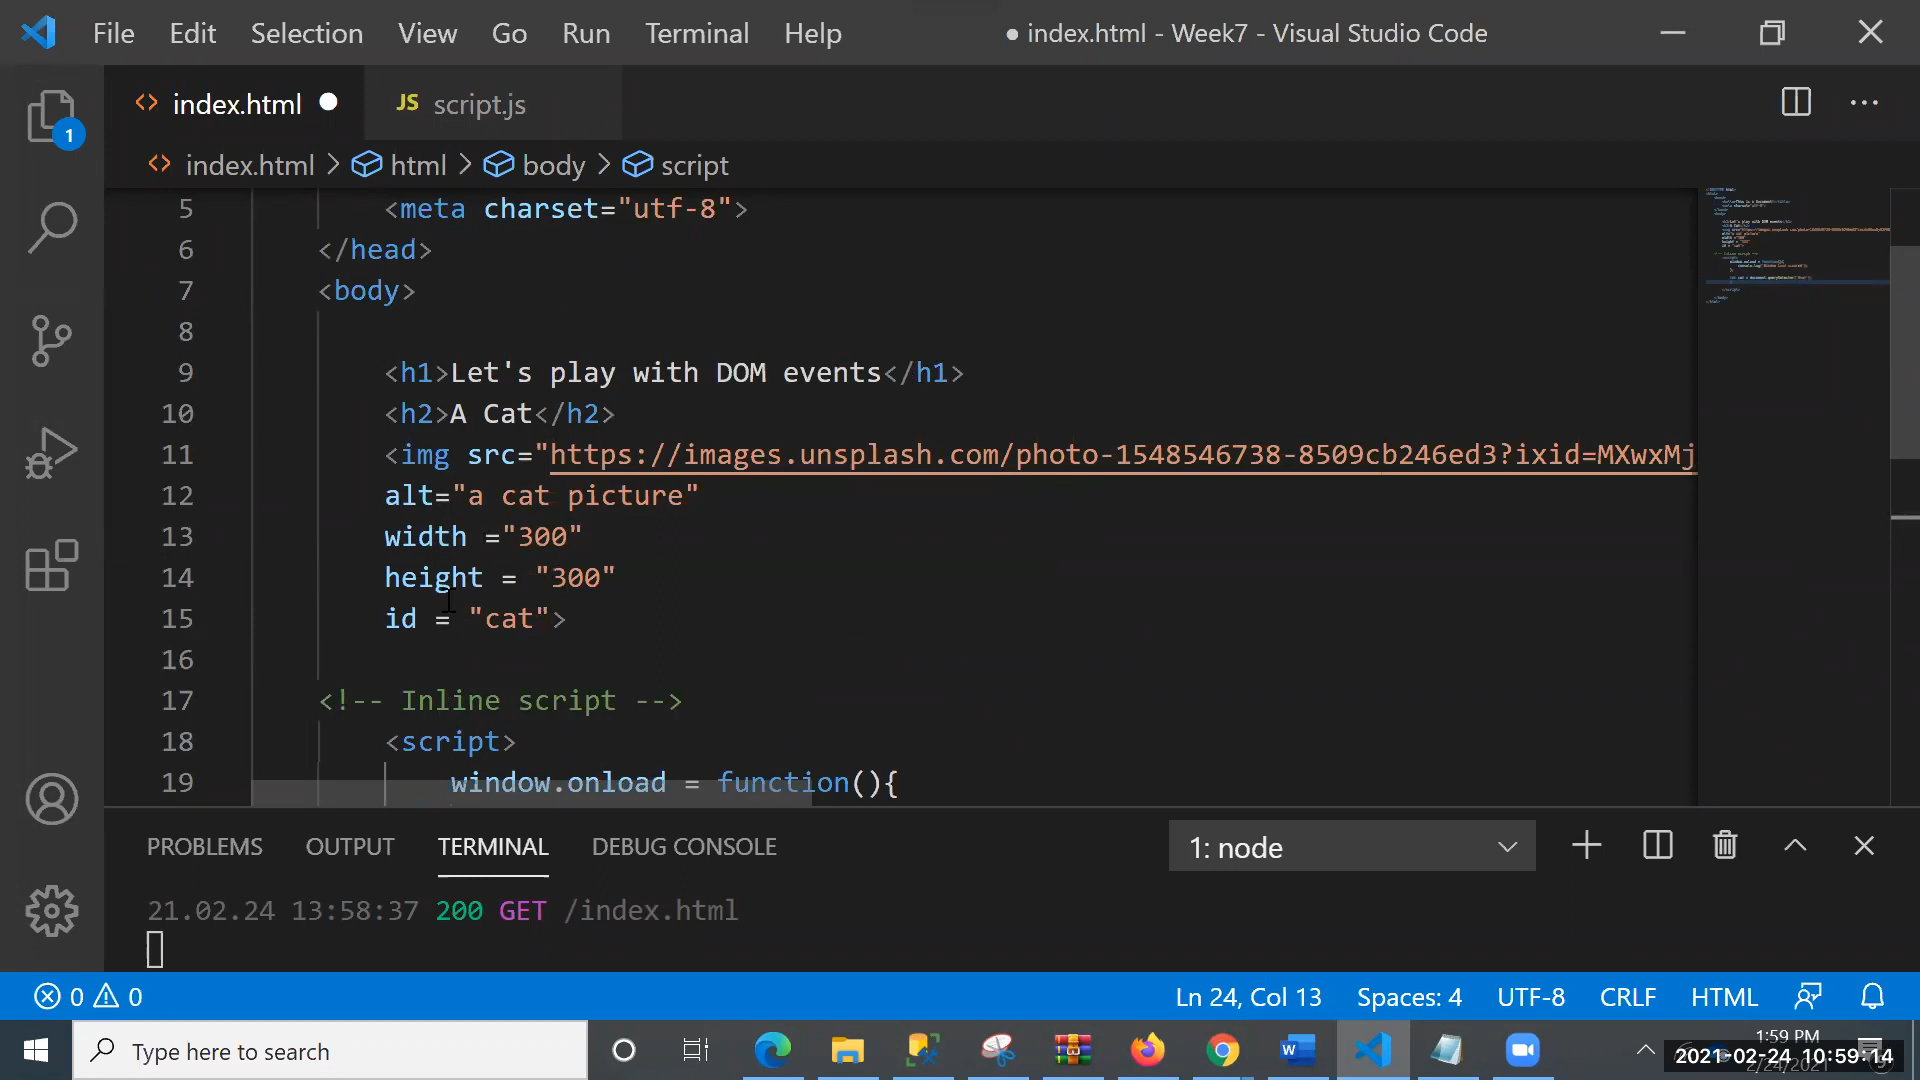 File Edit Selection View Go Run Terminal Help ● index.html - Week7 - Visual Studio Code
index.html JS script.js
index.html > html > body > script
1
5 <meta charset="utf-8">
6 </head>
7 <body>
8
9 <h1>Let's play with DOM events</h1>
10 <h2>A Cat</h2>
11 <img src="https://images.unsplash.com/photo-1548546738-8509cb246ed3?ixid=MXwxMj
12 alt="a cat picture"
13 width ="300"
14 height = "300"
15 id = "cat">
16
17 <!-- Inline script -->
18 <script>
19 window.onload = function(){
PROBLEMS OUTPUT TERMINAL DEBUG CONSOLE 1: node
21.02.24 13:58:37 200 GET /index.html
0 0 Ln 24, Col 13 Spaces: 4 UTF-8 CRLF HTML
Type here to search
1:59 PM
2021-02-24 10:59:14